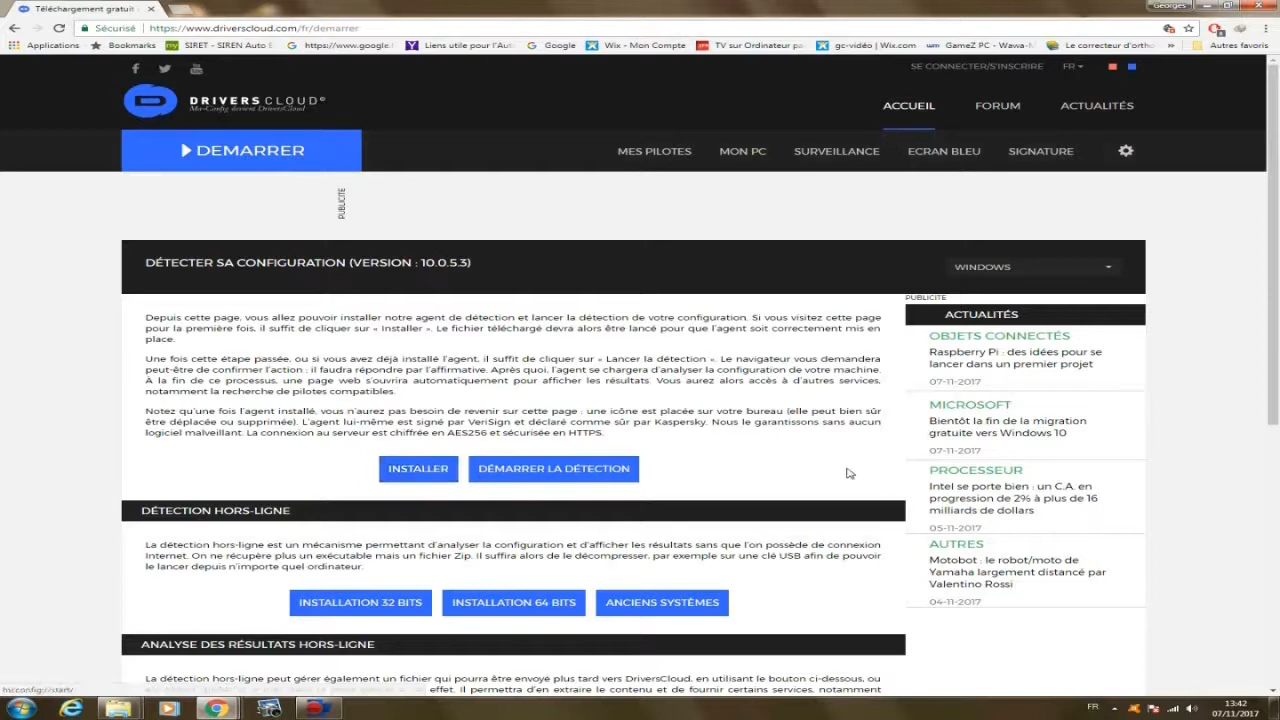 Téléchargement gratuit
Georges
Sécurisé | https://www.driverscloud.com/fr/demarrer
Applications
Bookmarks
SIRET - SIREN Auto E
https://www.google.f
Liens utile pour l'Aut
Google
Wix - Mon Compte
TV sur Ordinateur pa
gc-vidéo | Wix.com
GameZ PC - Wawa-M
Le correcteur d'orth
»
Autres favoris
SE CONNECTER/S'INSCRIRE
FR
DRIVERSCLOUD®
Ma-Config devient DriversCloud
ACCUEIL
FORUM
ACTUALITÉS
DEMARRER
MES PILOTES
MON PC
SURVEILLANCE
ECRAN BLEU
SIGNATURE
PUBLICITÉ
DÉTECTER SA CONFIGURATION (VERSION : 10.0.5.3)
WINDOWS
Depuis cette page, vous allez pouvoir installer notre agent de détection et lancer la détection de votre configuration. Si vous visitez cette page
pour la première fois, il suffit de cliquer sur « Installer ». Le fichier téléchargé devra alors être lancé pour que l'agent soit correctement mis en
place.
Une fois cette étape passée, ou si vous avez déjà installé l'agent, il suffit de cliquer sur « Lancer la détection ». Le navigateur vous demandera
peut-être de confirmer l'action : il faudra répondre par l'affirmative. Après quoi, l'agent se chargera d'analyser la configuration de votre machine.
À la fin de ce processus, une page web s'ouvrira automatiquement pour afficher les résultats. Vous aurez alors accès à d'autres services,
notamment la recherche de pilotes compatibles.
Notez qu'une fois l'agent installé, vous n'aurez pas besoin de revenir sur cette page : une icône est placée sur votre bureau (elle peut bien sûr
être déplacée ou supprimée). L'agent lui-même est signé par VeriSign et déclaré comme sûr par Kaspersky. Nous le garantissons sans aucun
logiciel malveillant. La connexion au serveur est chiffrée en AES256 et sécurisée en HTTPS.
INSTALLER
DÉMARRER LA DÉTECTION
DÉTECTION HORS-LIGNE
La détection hors-ligne est un mécanisme permettant d'analyser la configuration et d'afficher les résultats sans que l'on possède de connexion
Internet. On ne récupère plus un exécutable mais un fichier Zip. Il suffira alors de le décompresser, par exemple sur une clé USB afin de pouvoir
le lancer depuis n'importe quel ordinateur.
INSTALLATION 32 BITS
INSTALLATION 64 BITS
ANCIENS SYSTÈMES
ANALYSE DES RÉSULTATS HORS-LIGNE
La détection hors-ligne peut gérer également un fichier qui pourra être envoyé plus tard vers DriversCloud, en utilisant le bouton ci-dessous, ou
effet. Il permettra d'en extraire le contenu et de fournir certains services, notamment
PUBLICITÉ
ACTUALITÉS
OBJETS CONNECTÉS
Raspberry Pi : des idées pour se
lancer dans un premier projet
07-11-2017
MICROSOFT
Bientôt la fin de la migration
gratuite vers Windows 10
07-11-2017
PROCESSEUR
Intel se porte bien : un C.A. en
progression de 2% à plus de 16
milliards de dollars
05-11-2017
AUTRES
Motobot : le robot/moto de
Yamaha largement distancé par
Valentino Rossi
04-11-2017
FR
13:42
07/11/2017